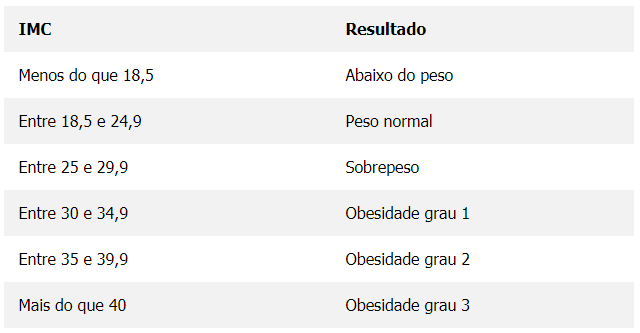 IMC Resultado
Menos do que 18,5 Abaixo do peso
Entre 18,5 e 24,9 Peso normal
Entre 25 e 29,9 Sobrepeso
Entre 30 e 34,9 Obesidade grau 1
Entre 35 e 39,9 Obesidade grau 2
Mais do que 40 Obesidade grau 3